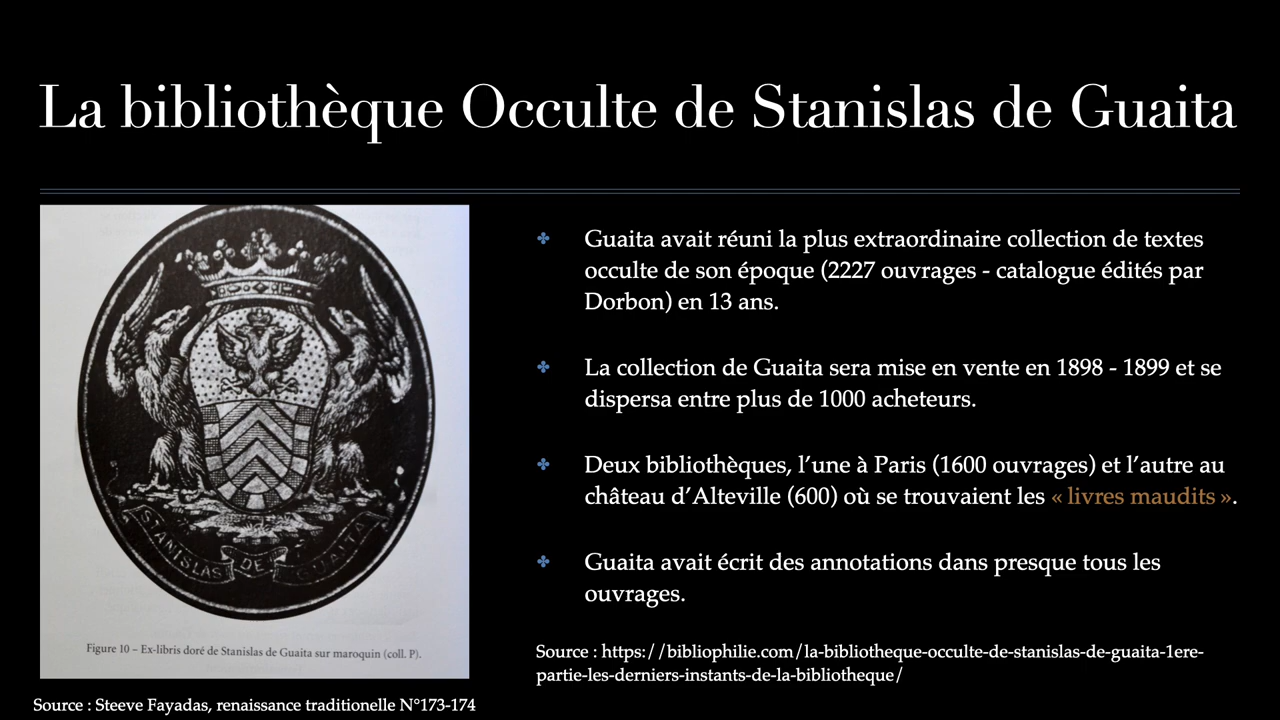 La bibliothèque Occulte de Stanislas de Guaita
STANISLAS DE GUAITA
Figure 10 – Ex-libris doré de Stanislas de Guaita sur maroquin (coll. P).
Source : Steeve Fayadas, renaissance traditionelle N°173-174
Guaita avait réuni la plus extraordinaire collection de textes
occulte de son époque (2227 ouvrages - catalogue édités par
Dorbon) en 13 ans.
La collection de Guaita sera mise en vente en 1898 - 1899 et se
dispersa entre plus de 1000 acheteurs.
Deux bibliothèques, l’une à Paris (1600 ouvrages) et l’autre au
château d’Alteville (600) où se trouvaient les « livres maudits ».
Guaita avait écrit des annotations dans presque tous les
ouvrages.
Source : https://bibliophilie.com/la-bibliotheque-occulte-de-stanislas-de-guaita-1ere-
partie-les-derniers-instants-de-la-bibliotheque/